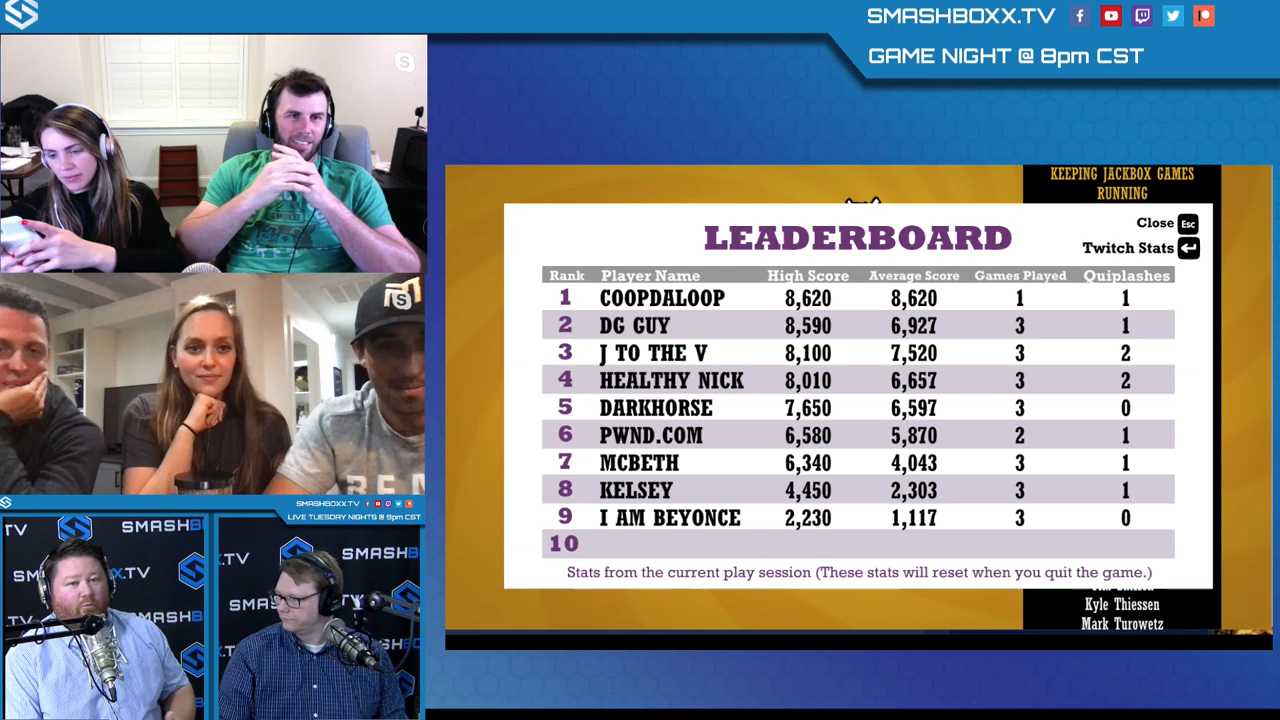 SMASHBOXX.TV
GAME NIGHT @ 8pm CST
KEEPING JACKBOX GAMES
RUNNING
Close Esc
Twitch Stats
LEADERBOARD
Rank Player Name High Score Average Score Games Played Quiplashes
1 COOPDALOOP 8,620 8,620 1 1
2 DG GUY 8,590 6,927 3 1
3 J TO THE V 8,100 7,520 3 2
4 HEALTHY NICK 8,010 6,657 3 2
5 DARKHORSE 7,650 6,597 3 0
6 PWND.COM 6,580 5,870 2 1
7 MCBETH 6,340 4,043 3 1
8 KELSEY 4,450 2,303 3 1
9 I AM BEYONCE 2,230 1,117 3 0
10
Stats from the current play session (These stats will reset when you quit the game.)
Kyle Thiessen
Mark Turowetz
SMASHBOXX.TV
LIVE TUESDAY NIGHTS @ 9pm CST